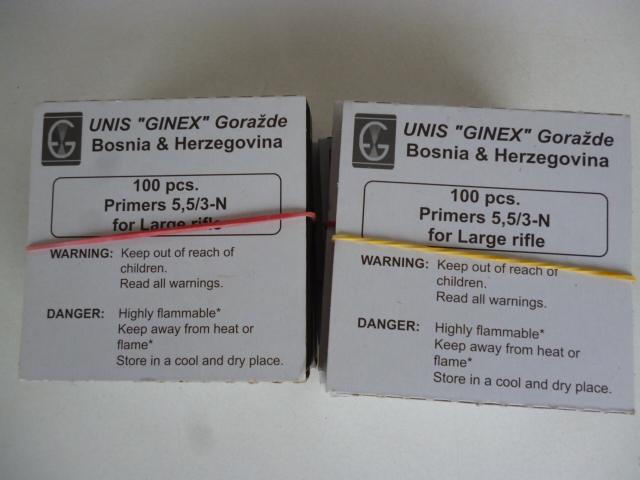 UNIS "GINEX" Goražde
Bosnia & Herzegovina
100 pcs.
Primers 5,5/3-N
for Large rifle
WARNING: Keep out of reach of
children.
Read all warnings.
DANGER: Highly flammable*
Keep away from heat or
flame*
Store in a cool and dry place.
UNIS "GINEX" Goražde
Bosnia & Herzegovina
100 pcs.
Primers 5,5/3-N
for Large rifle
WARNING: Keep out of reach of
children.
Read all warnings.
DANGER: Highly flammable*
Keep away from heat or
flame*
Store in a cool and dry place.